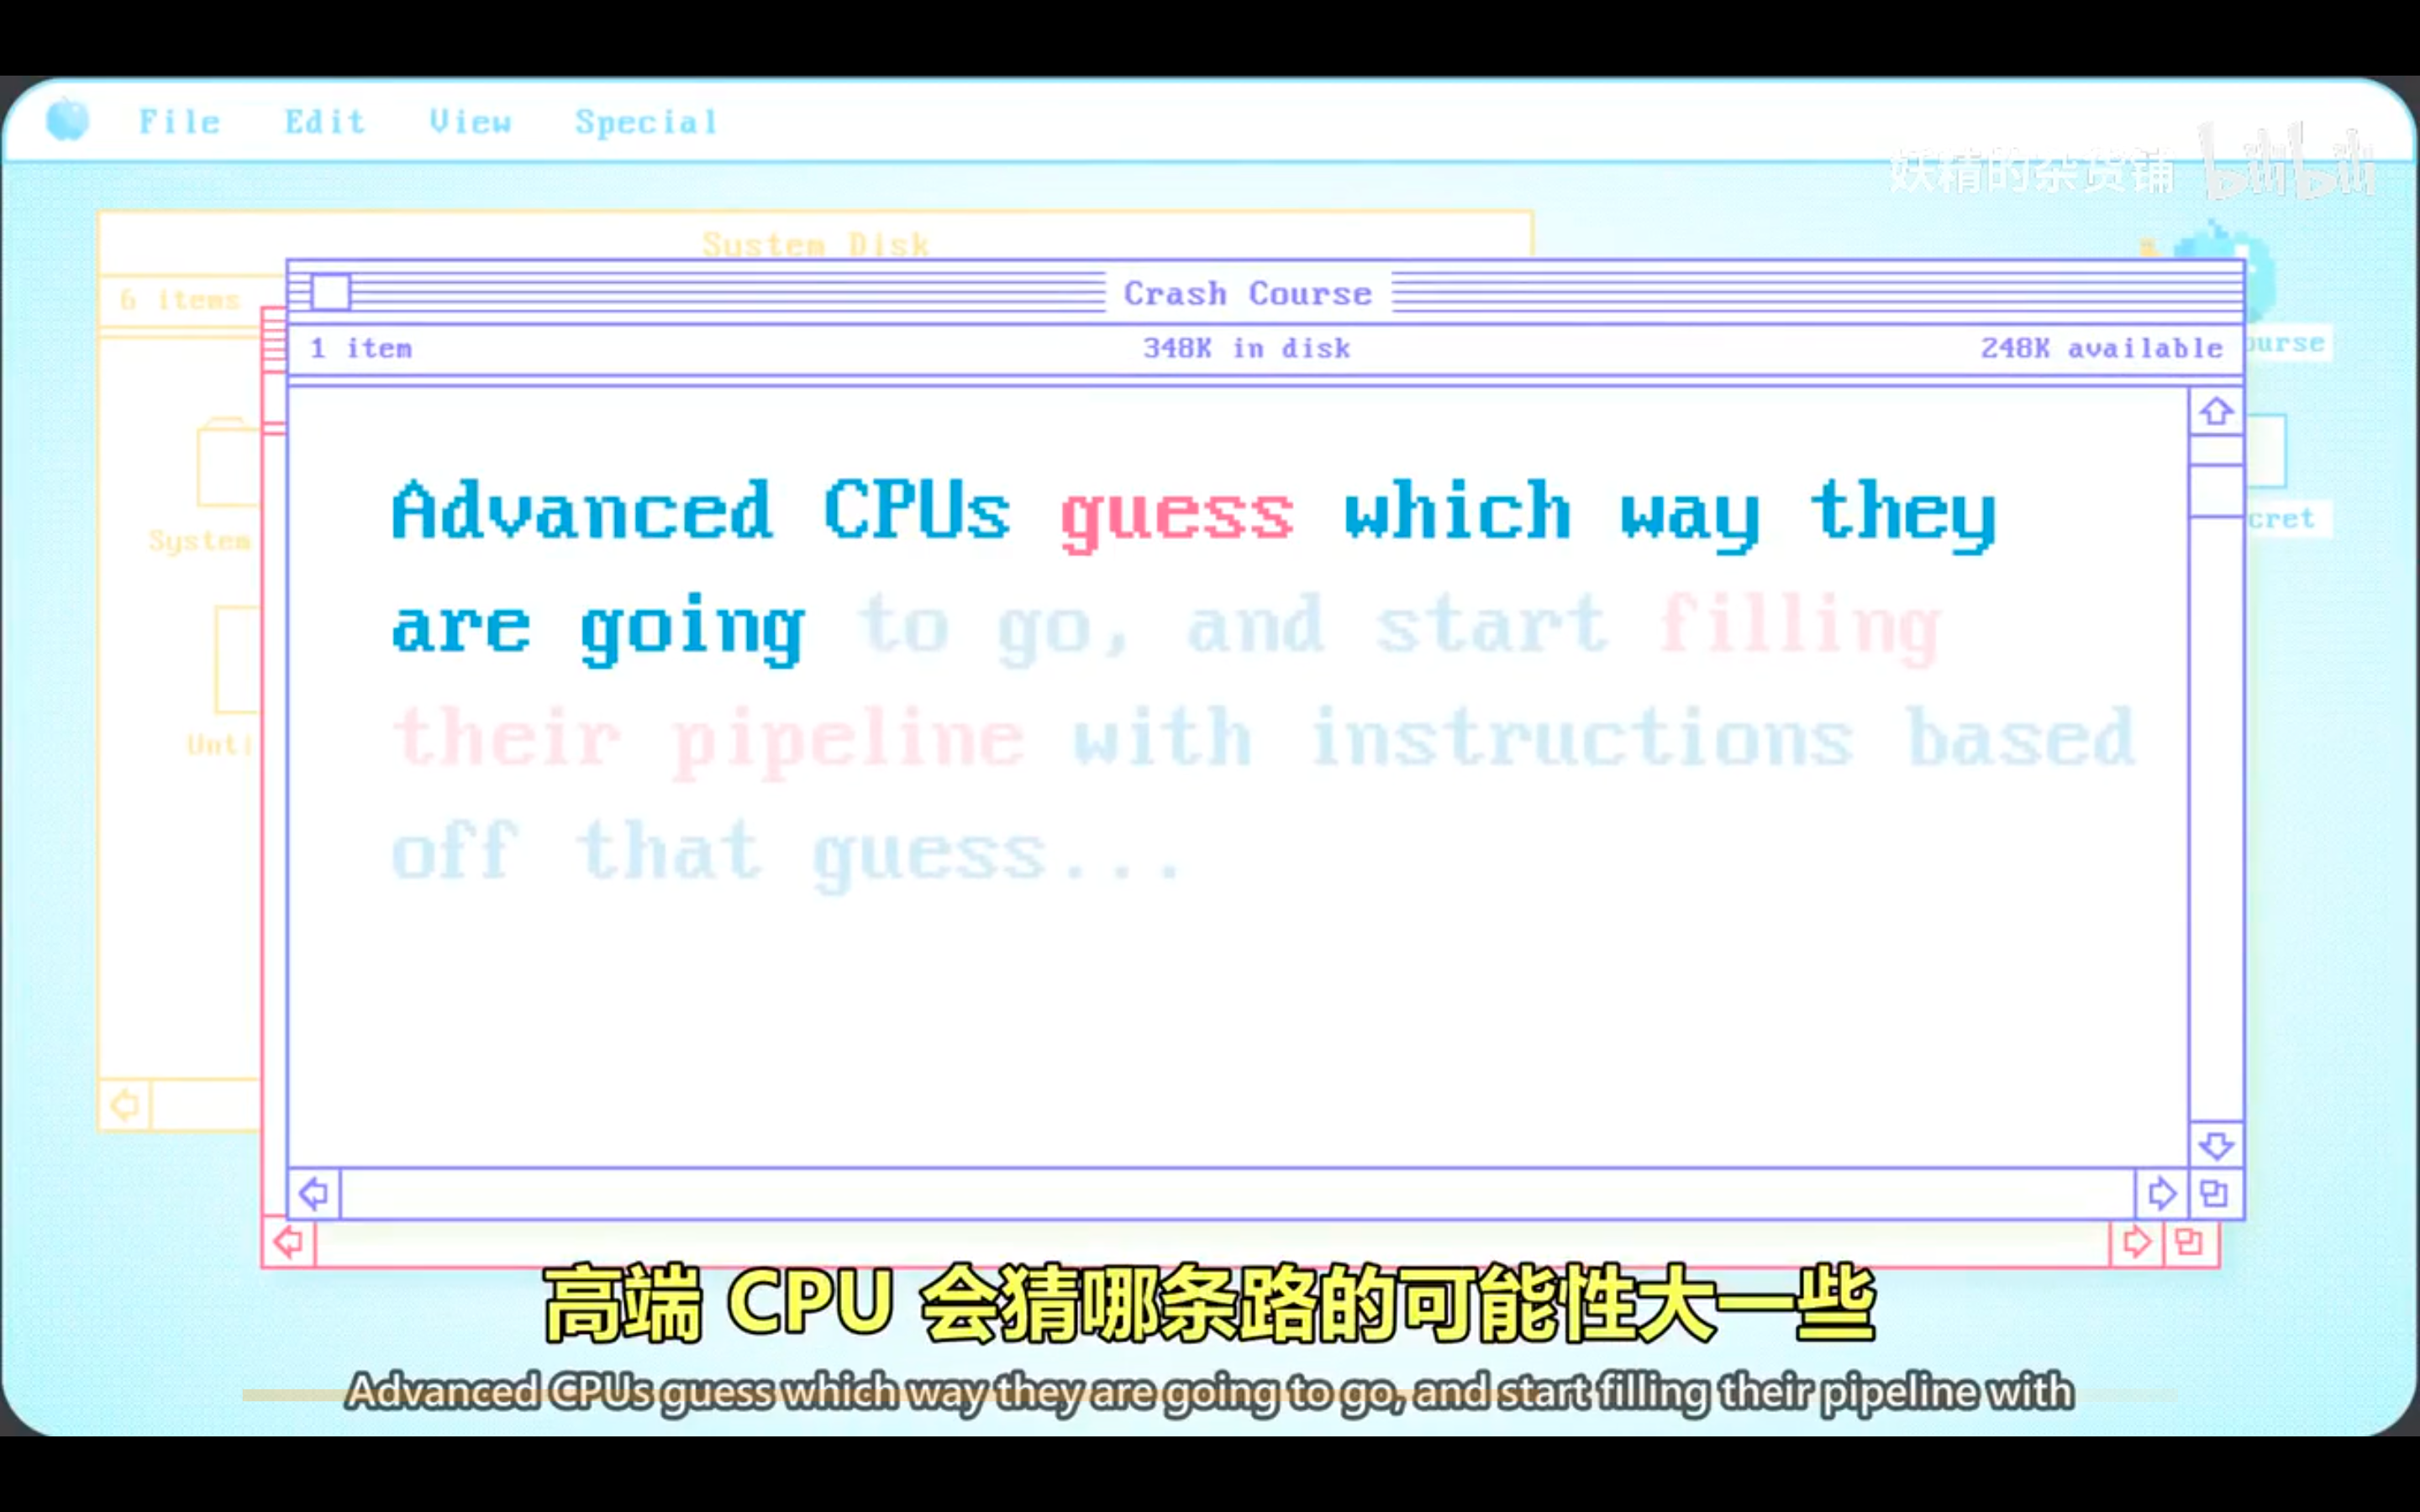 File Edit View Special
妖精的杂货铺 bilibili
System Disk
6 items
Crash Course
1 item 348K in disk 248K available
ourse
Advanced CPUs guess which way they
are going to go, and start filling
their pipeline with instructions based
off that guess...
cret
System
Unti
高端 CPU 会猜哪条路的可能性大一些
Advanced CPUs guess which way they are going to go, and start filling their pipeline with